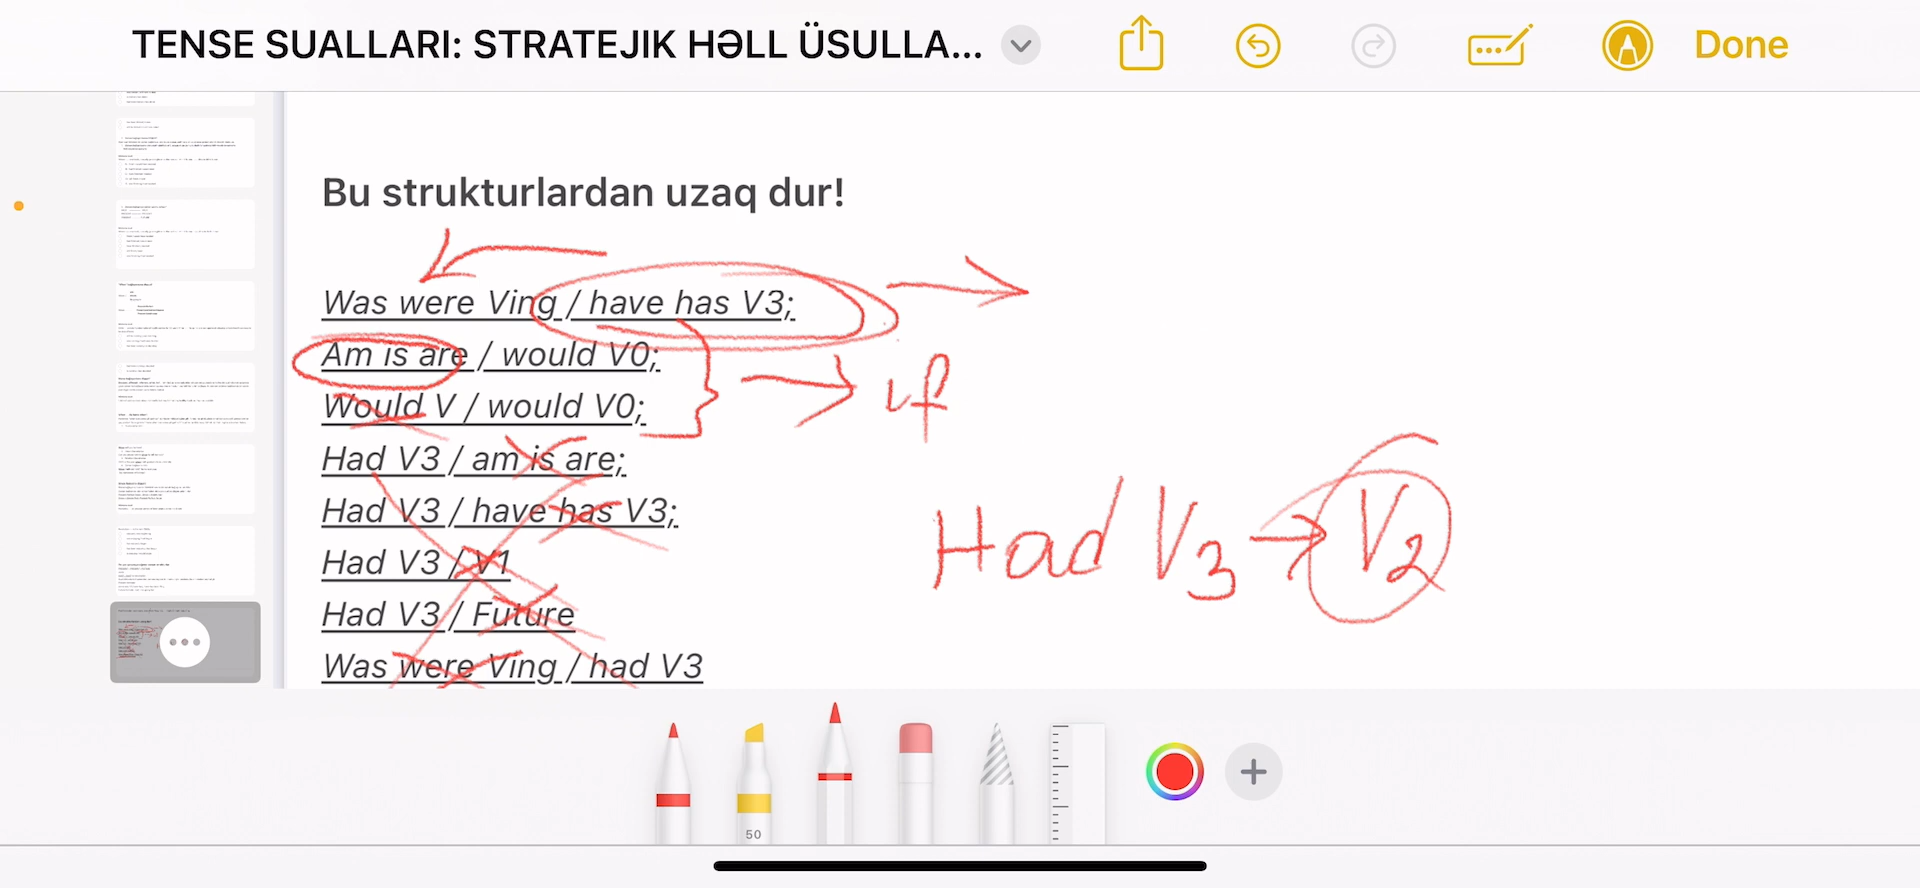 TENSE SUALLARI: STRATEJIK HƏLL ÜSULLA...
Done
Bu strukturlardan uzaq dur!
Was were Ving / have has V3;
Am is are / would V0;
Would V / would V0;
if
Had V3 / am is are;
Had V3 / have has V3;
Had V3 → V2
Had V3 / V1
Had V3 / Future
Was were Ving / had V3
50